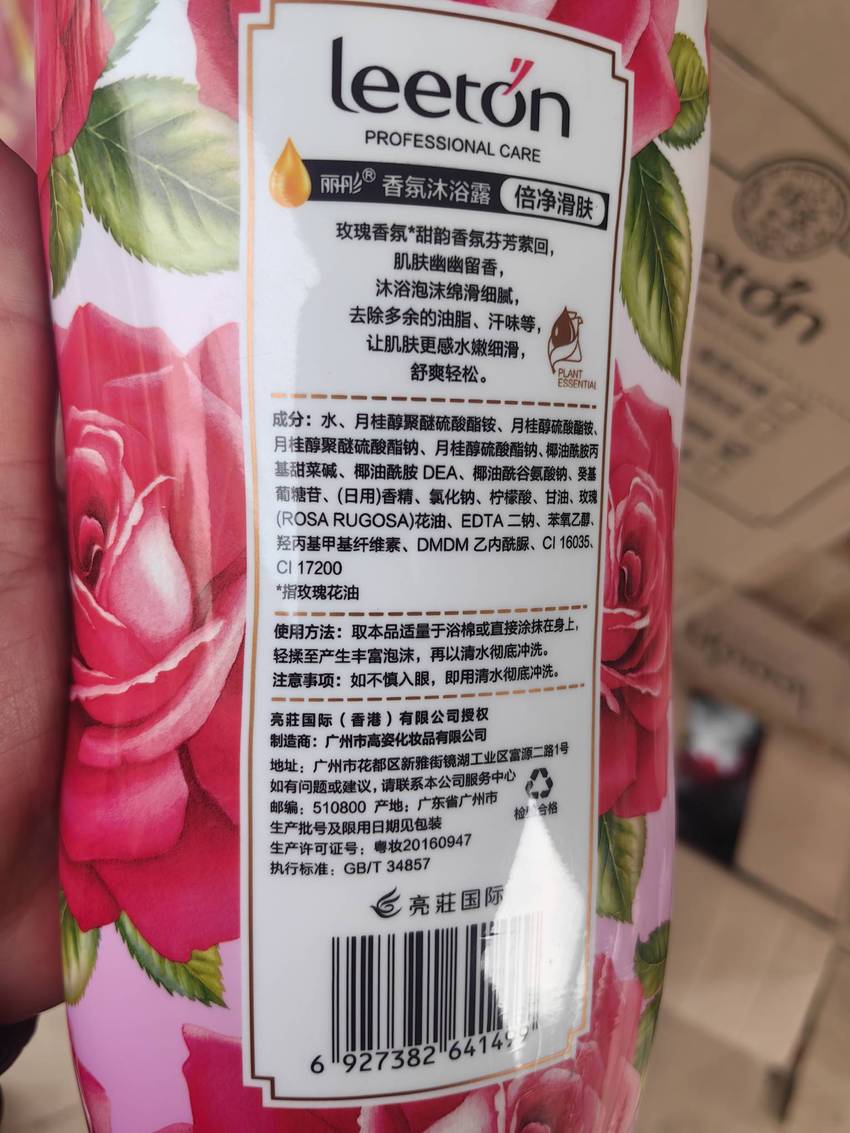 leeton
PROFESSIONAL CARE
丽彤® 香氛沐浴露 倍净滑肤
玫瑰香氛*甜韵香氛芬芳萦回,
肌肤幽幽留香,
沐浴泡沫绵滑细腻,
去除多余的油脂、汗味等,
让肌肤更感水嫩细滑,
舒爽轻松。
PLANT
ESSENTIAL
成分：水、月桂醇聚醚硫酸酯铵、月桂醇硫酸酯铵、
月桂醇聚醚硫酸酯钠、月桂醇硫酸酯钠、椰油酰胺丙
基甜菜碱、椰油酰胺 DEA、椰油酰谷氨酸钠、癸基
葡糖苷、(日用)香精、氯化钠、柠檬酸、甘油、玫瑰
(ROSA RUGOSA)花油、EDTA 二钠、苯氧乙醇、
羟丙基甲基纤维素、DMDM 乙内酰脲、CI 16035、
CI 17200
*指玫瑰花油
使用方法：取本品适量于浴棉或直接涂抹在身上,
轻揉至产生丰富泡沫，再以清水彻底冲洗。
注意事项：如不慎入眼，即用清水彻底冲洗。
亮莊国际（香港）有限公司授权
制造商：广州市高姿化妆品有限公司
地址：广州市花都区新雅街镜湖工业区富源二路1号
如有问题或建议,请联系本公司服务中心
邮编：510800 产地：广东省广州市
检验合格
生产批号及限用日期见包装
生产许可证号：粤妆20160947
执行标准：GB/T 34857
亮莊国际
6 927382 641499
eton